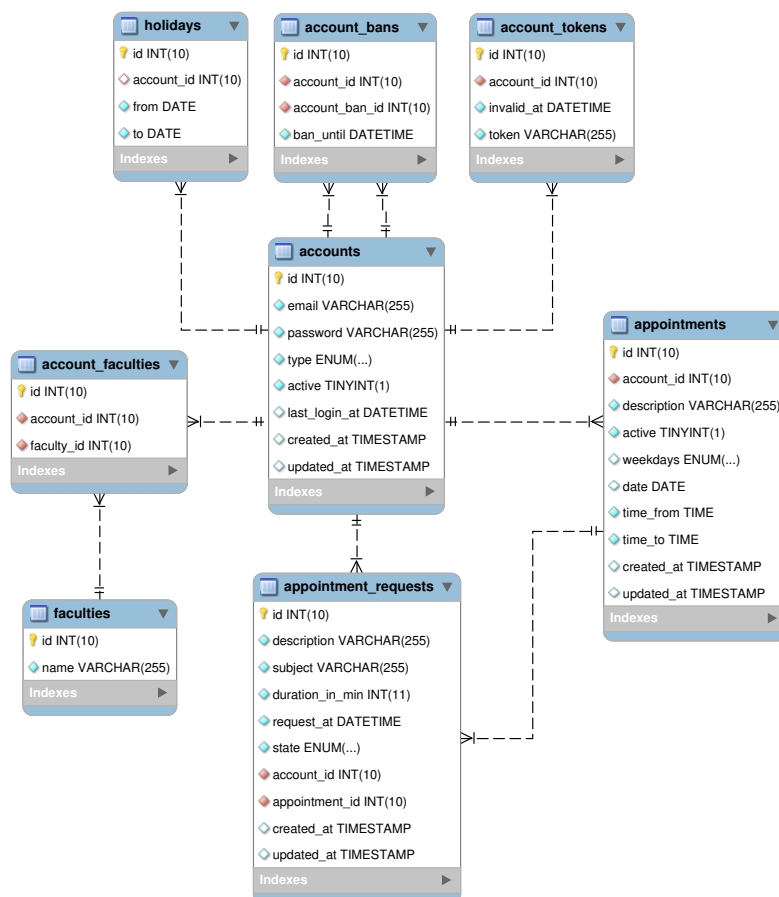 holidays
id INT(10)
account_id INT(10)
from DATE
to DATE
Indexes
account_bans
id INT(10)
account_id INT(10)
account_ban_id INT(10)
ban_until DATETIME
Indexes
account_tokens
id INT(10)
account_id INT(10)
invalid_at DATETIME
token VARCHAR(255)
Indexes
accounts
id INT(10)
email VARCHAR(255)
password VARCHAR(255)
type ENUM(...)
active TINYINT(1)
last_login_at DATETIME
created_at TIMESTAMP
updated_at TIMESTAMP
Indexes
appointments
id INT(10)
account_id INT(10)
description VARCHAR(255)
active TINYINT(1)
weekdays ENUM(...)
date DATE
time_from TIME
time_to TIME
created_at TIMESTAMP
updated_at TIMESTAMP
Indexes
account_faculties
id INT(10)
account_id INT(10)
faculty_id INT(10)
Indexes
faculties
id INT(10)
name VARCHAR(255)
Indexes
appointment_requests
id INT(10)
description VARCHAR(255)
subject VARCHAR(255)
duration_in_min INT(11)
request_at DATETIME
state ENUM(...)
account_id INT(10)
appointment_id INT(10)
created_at TIMESTAMP
updated_at TIMESTAMP
Indexes